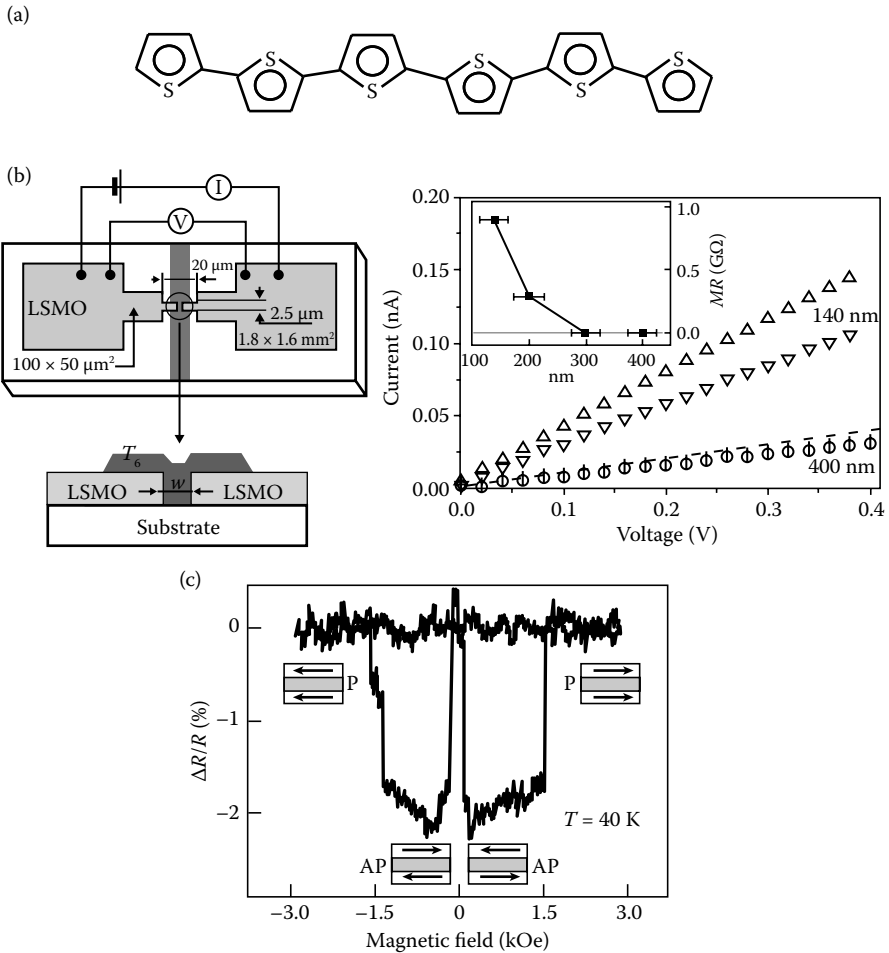 (a)
S S S S S S
(b)
I
V
20 μm
LSMO
2.5 μm
1.8 × 1.6 mm²
100 × 50 μm²
T₆
LSMO w LSMO
Substrate
0.20
0.15
0.10
0.05
0.00
Current (nA)
0.0 0.1 0.2 0.3 0.4
Voltage (V)
1.0
0.5
0.0
MR (GΩ)
100 200 300 400
nm
140 nm
400 nm
(c)
0
−1
−2
ΔR/R (%)
P P
T = 40 K
AP AP
−3.0 −1.5 0 1.5 3.0
Magnetic field (kOe)